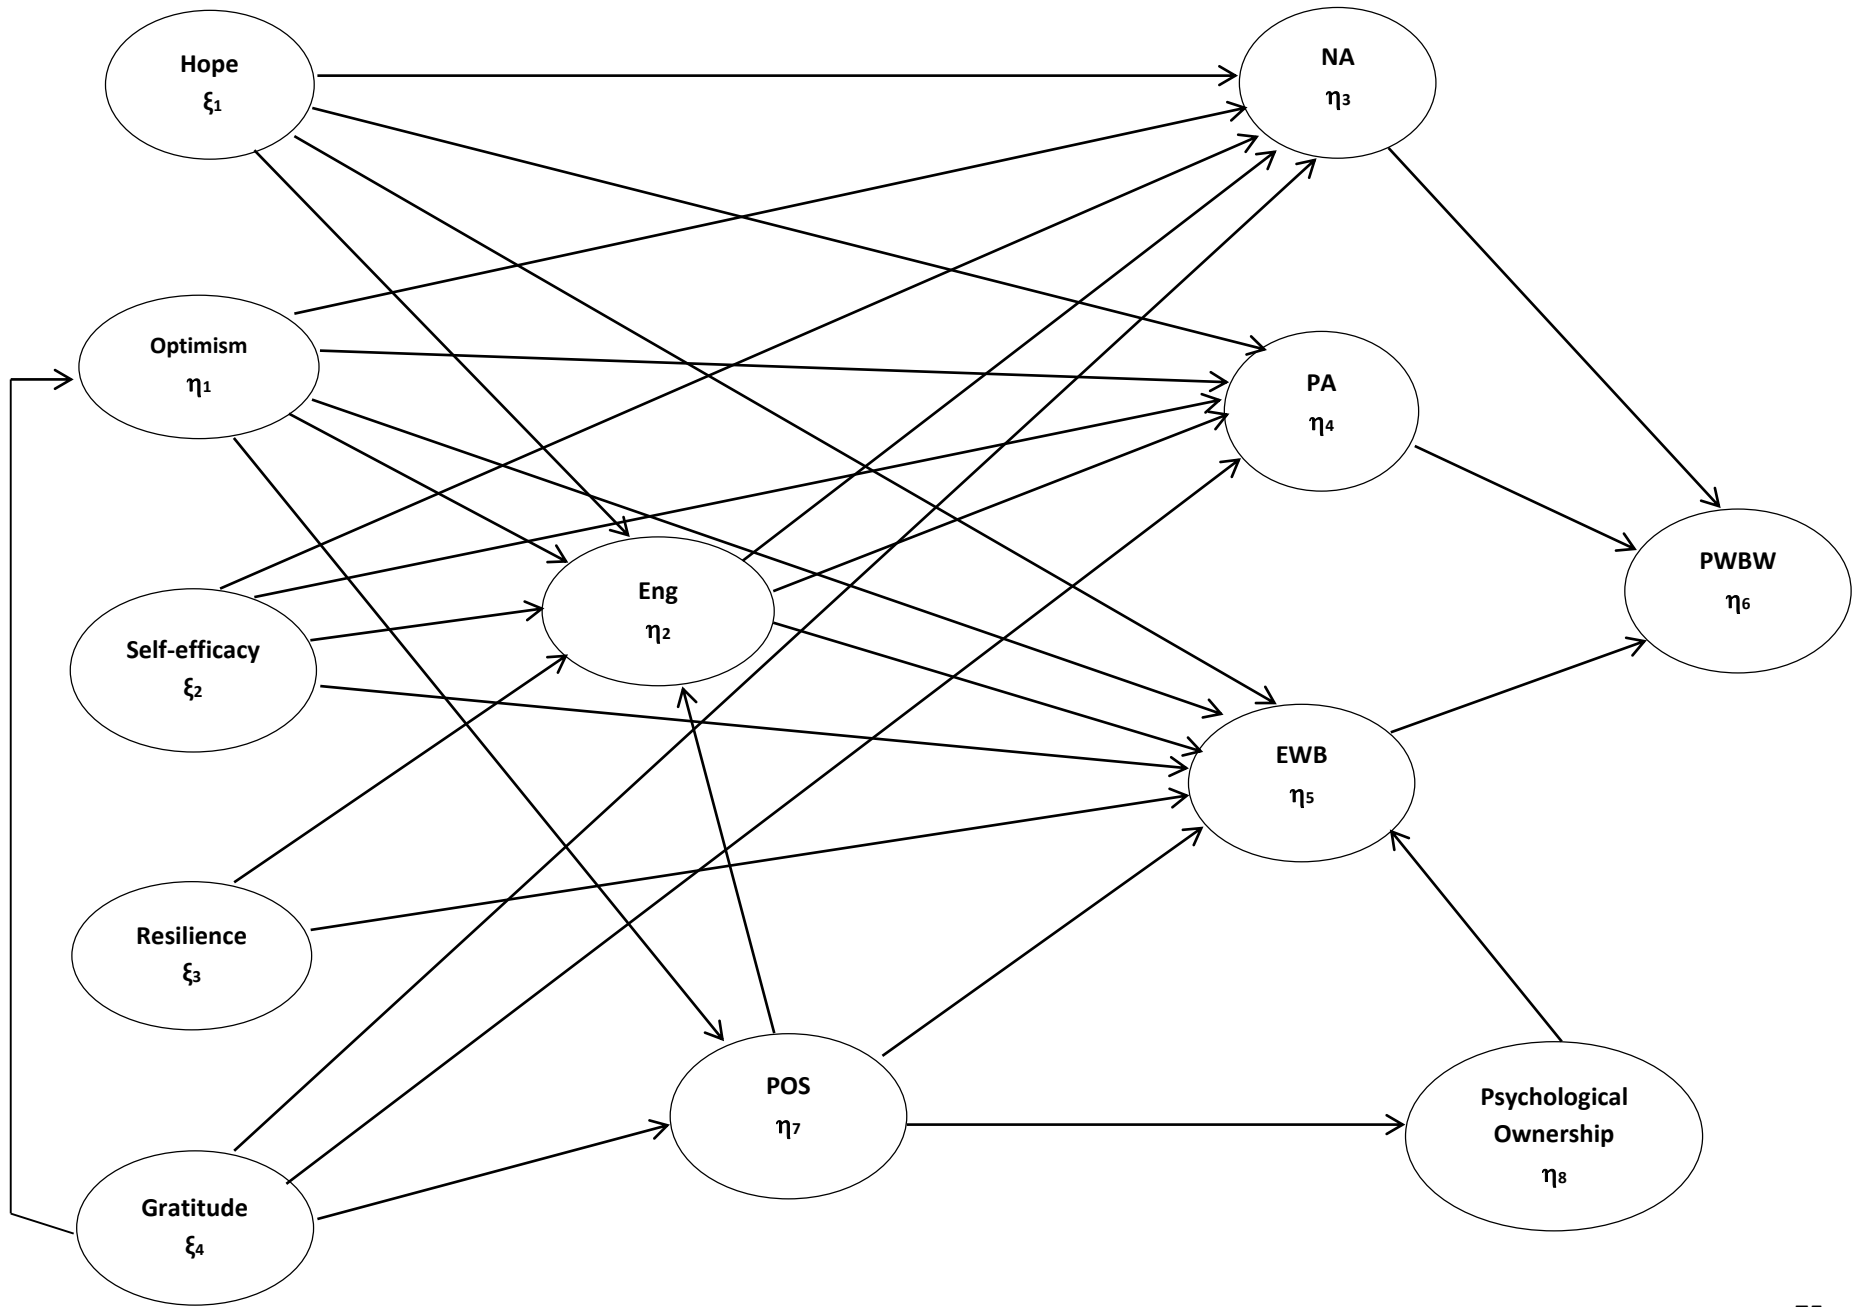 Hope
ξ1
NA
η3
Optimism
η1
PA
η4
Eng
η2
PWBW
η6
Self-efficacy
ξ2
EWB
η5
Resilience
ξ3
POS
η7
Psychological
Ownership
η8
Gratitude
ξ4